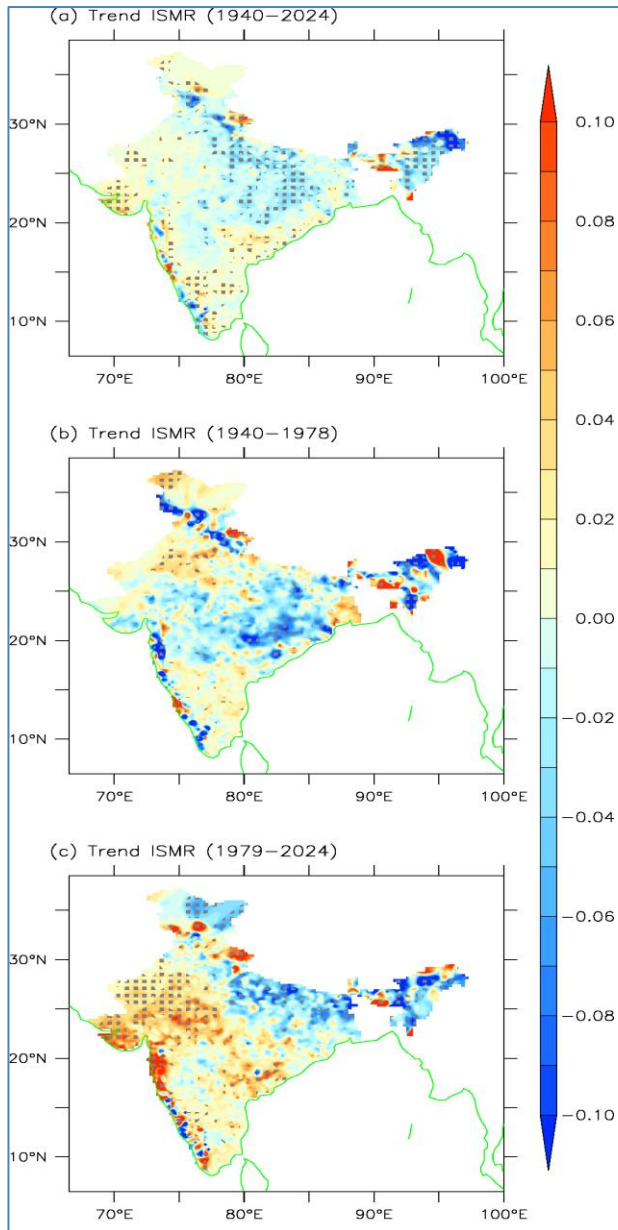 (a) Trend ISMR (1940−2024)
30°N
20°N
10°N
70°E 80°E 90°E 100°E
(b) Trend ISMR (1940−1978)
30°N
20°N
10°N
70°E 80°E 90°E 100°E
(c) Trend ISMR (1979−2024)
30°N
20°N
10°N
70°E 80°E 90°E 100°E
0.10
0.08
0.06
0.04
0.02
0.00
−0.02
−0.04
−0.06
−0.08
−0.10